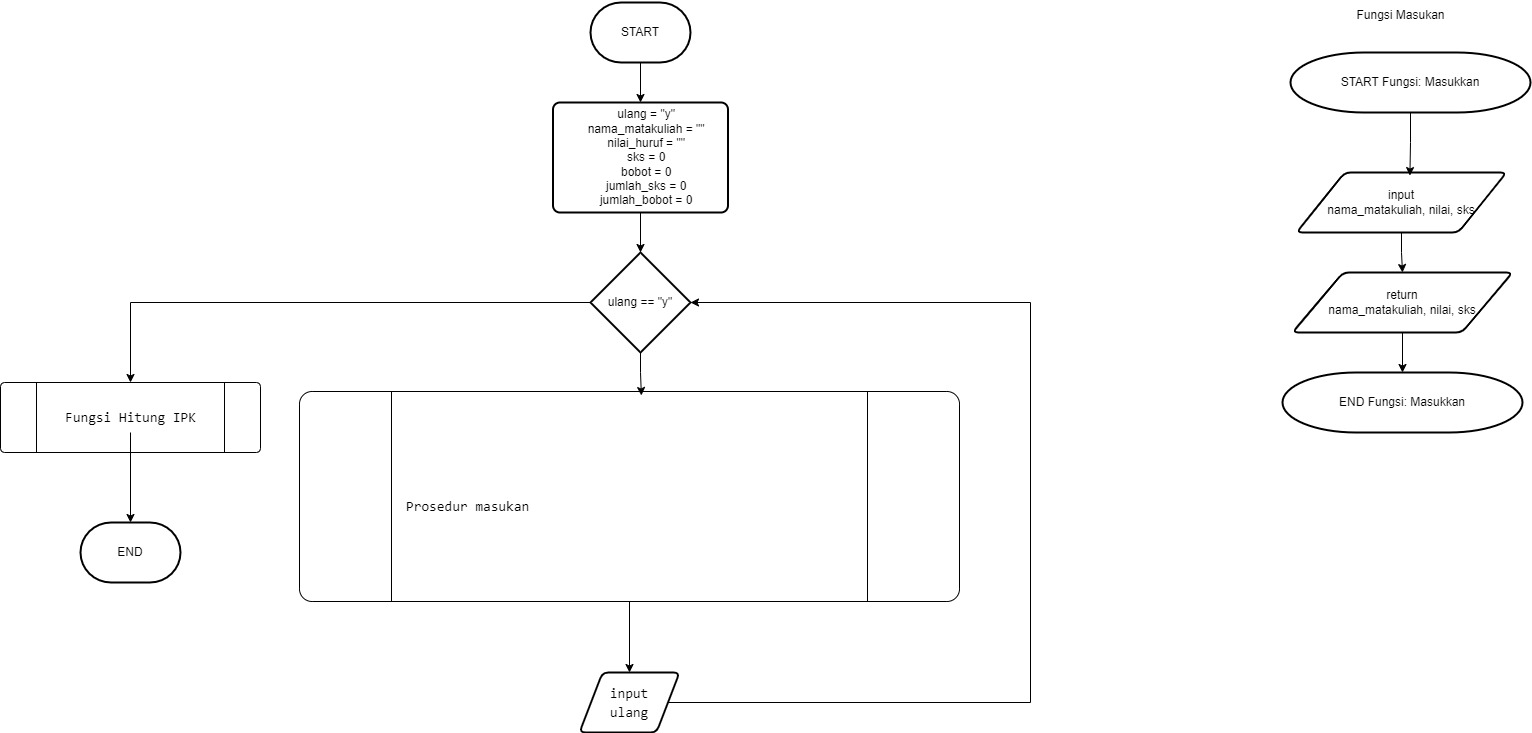 START
ulang = "y"
nama_matakuliah = ""
nilai_huruf = ""
sks = 0
bobot = 0
jumlah_sks = 0
jumlah_bobot = 0
ulang == "y"
Fungsi Hitung IPK
END
Prosedur masukan
input
ulang
Fungsi Masukan
START Fungsi: Masukkan
input
nama_matakuliah, nilai, sks
return
nama_matakuliah, nilai, sks
END Fungsi: Masukkan